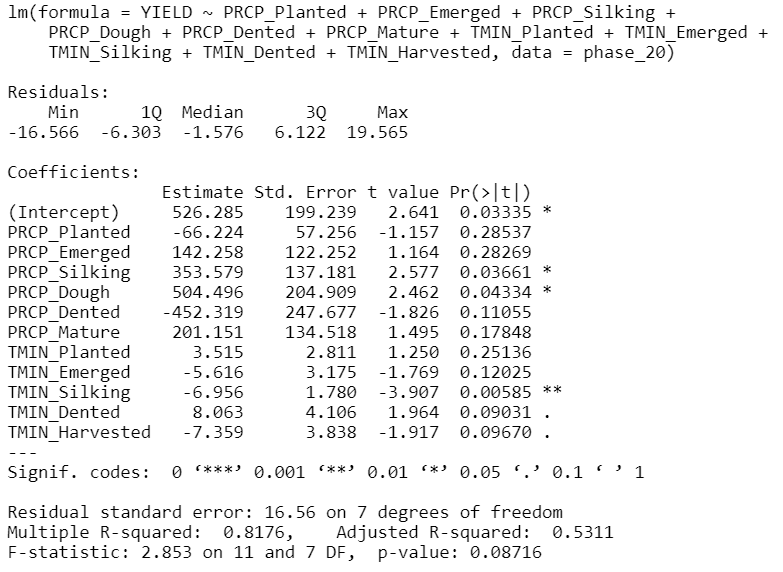 lm(formula = YIELD ~ PRCP_Planted + PRCP_Emerged + PRCP_Silking +
    PRCP_Dough + PRCP_Dented + PRCP_Mature + TMIN_Planted + TMIN_Emerged +
    TMIN_Silking + TMIN_Dented + TMIN_Harvested, data = phase_20)

Residuals:
    Min      1Q  Median      3Q     Max
-16.566  -6.303  -1.576   6.122  19.565

Coefficients:
               Estimate Std. Error t value Pr(>|t|)
(Intercept)     526.285    199.239   2.641  0.03335 *
PRCP_Planted    -66.224     57.256  -1.157  0.28537
PRCP_Emerged    142.258    122.252   1.164  0.28269
PRCP_Silking    353.579    137.181   2.577  0.03661 *
PRCP_Dough      504.496    204.909   2.462  0.04334 *
PRCP_Dented    -452.319    247.677  -1.826  0.11055
PRCP_Mature     201.151    134.518   1.495  0.17848
TMIN_Planted      3.515      2.811   1.250  0.25136
TMIN_Emerged     -5.616      3.175  -1.769  0.12025
TMIN_Silking     -6.956      1.780  -3.907  0.00585 **
TMIN_Dented       8.063      4.106   1.964  0.09031 .
TMIN_Harvested   -7.359      3.838  -1.917  0.09670 .
---
Signif. codes:  0 ‘***’ 0.001 ‘**’ 0.01 ‘*’ 0.05 ‘.’ 0.1 ‘ ’ 1

Residual standard error: 16.56 on 7 degrees of freedom
Multiple R-squared:  0.8176,    Adjusted R-squared:  0.5311
F-statistic: 2.853 on 11 and 7 DF,  p-value: 0.08716